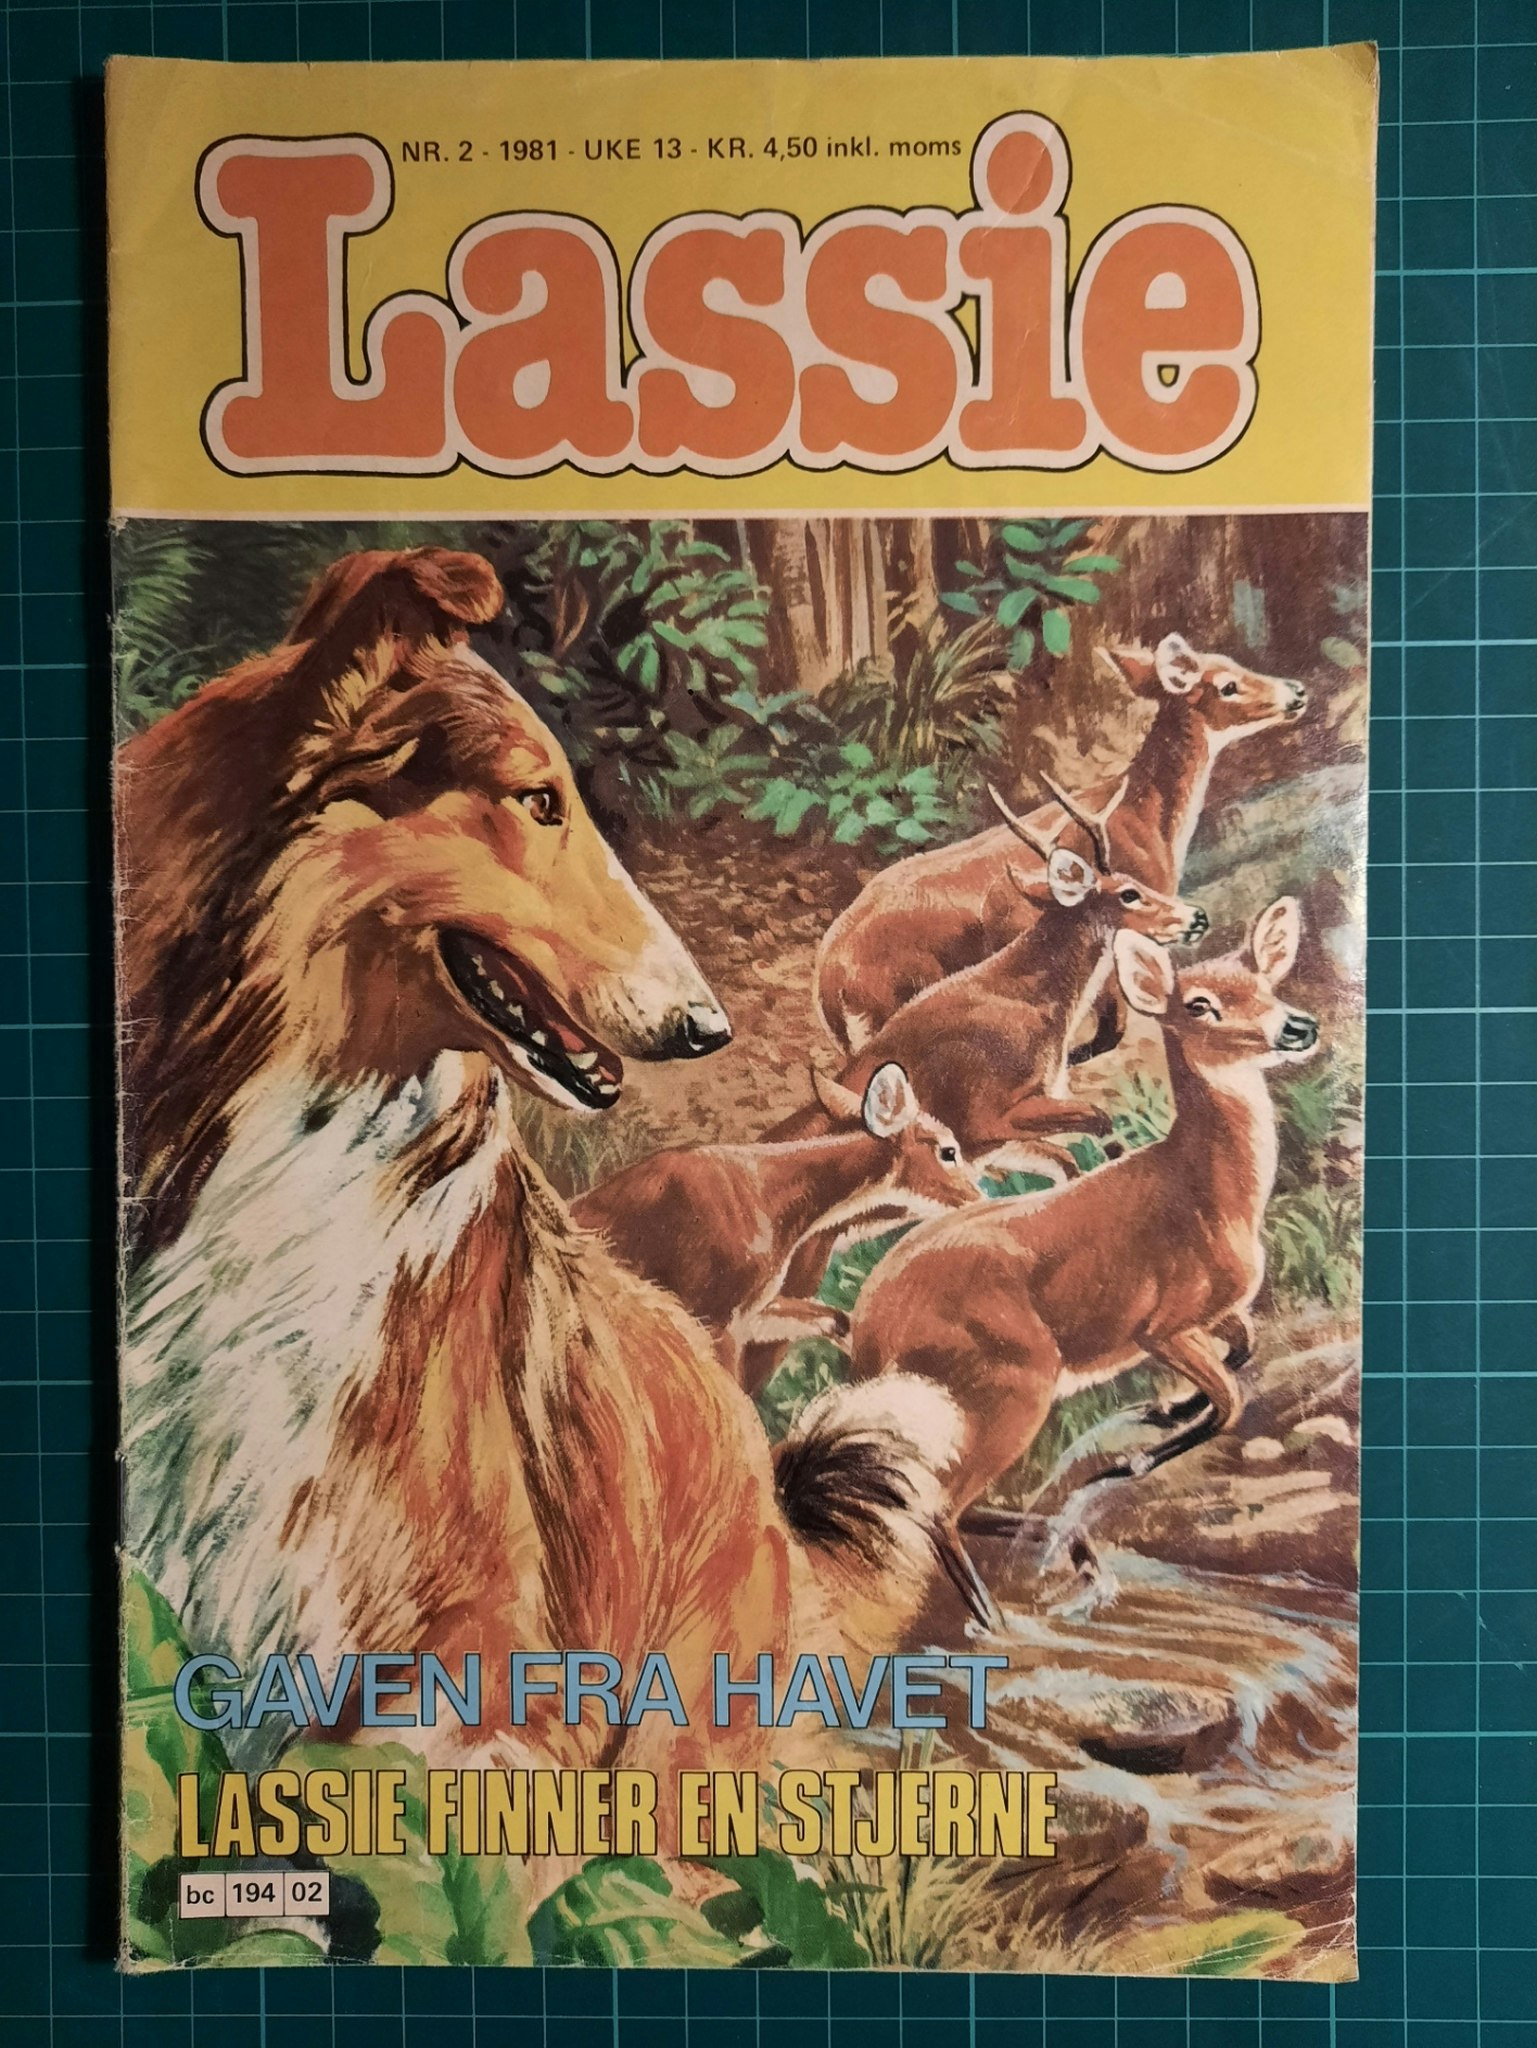 NR. 2 - 1981 - UKE 13 - KR. 4,50 inkl. moms
Lassie
GAVEN FRA HAVET
LASSIE FINNER EN STJERNE
bc 194 02